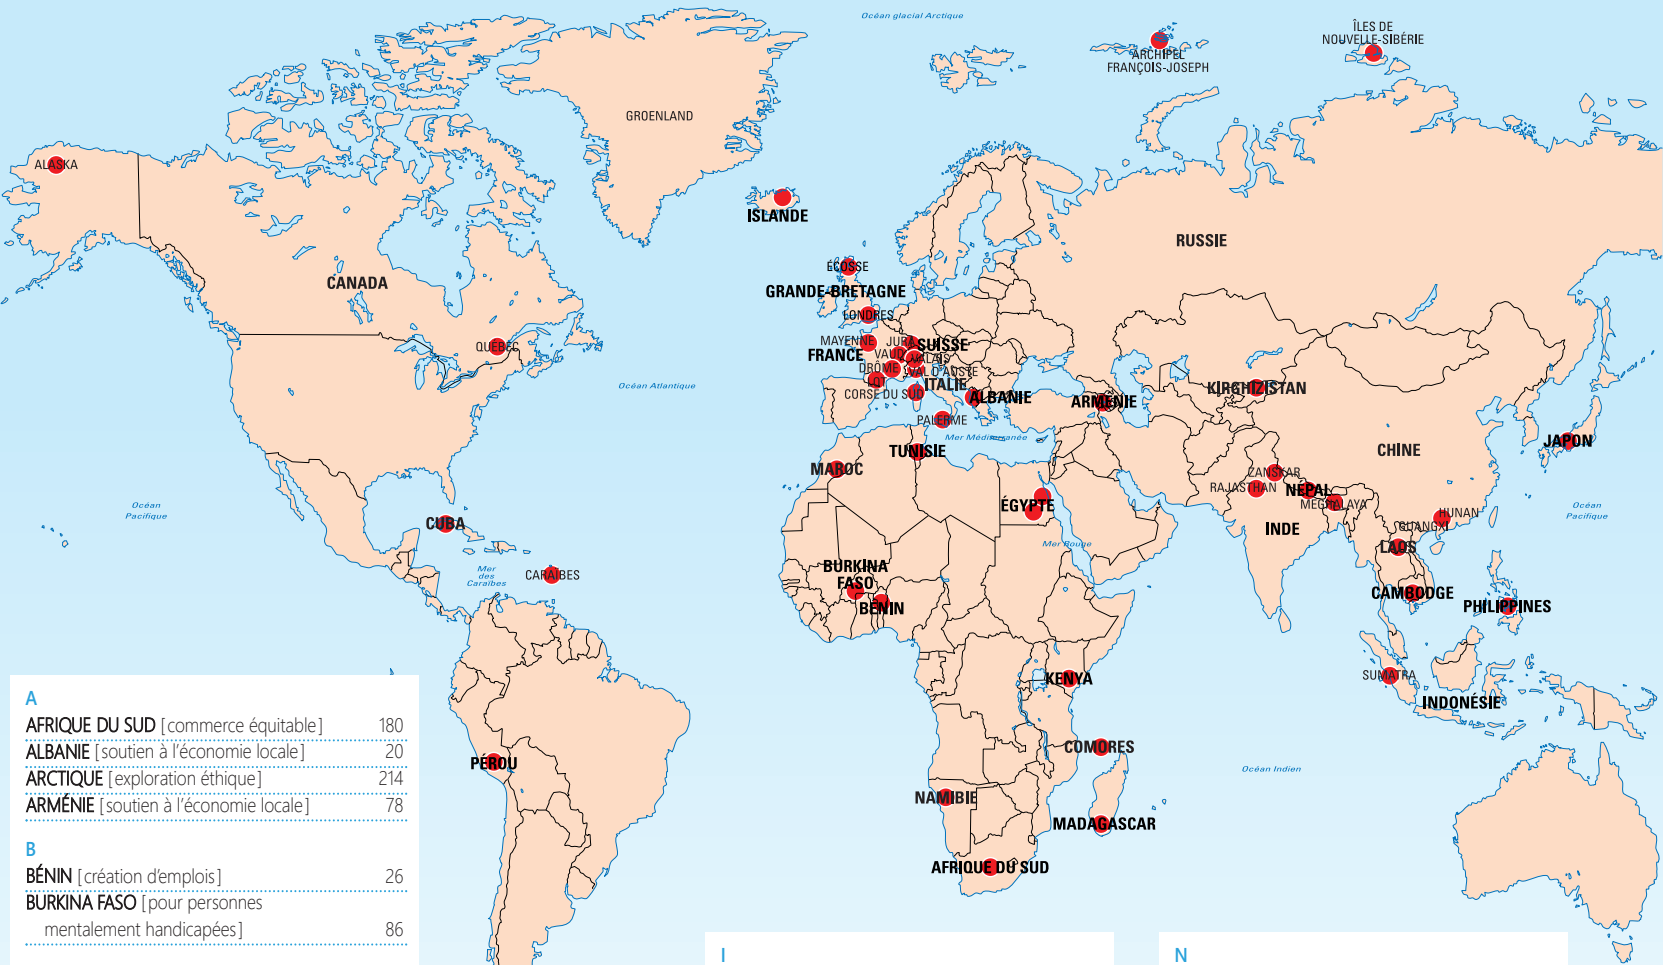 Océan glacial Arctique
ÎLES DE
NOUVELLE-SIBÉRIE
ARCHIPEL
FRANÇOIS-JOSEPH
GROENLAND
ALASKA
ISLANDE
RUSSIE
CANADA
ÉCOSSE
GRANDE-BRETAGNE
LONDRES
QUÉBEC
MAYENNE
JURA
SUISSE
FRANCE
VAUD
VALAIS
DRÔME
VAL D'AOSTE
LOT
ITALIE
CORSE DU SUD
Océan Atlantique
ALBANIE
ARMÉNIE
KIRGHIZISTAN
PALERME
Mer Méditerranée
JAPON
CHINE
TUNISIE
MAROC
ZANSKAR
RAJASTHAN
NÉPAL
MEGHALAYA
ÉGYPTE
HUNAN
GUANGXI
INDE
Océan
Pacifique
Océan
Pacifique
CUBA
Mer Rouge
LAOS
Mer
des
Caraïbes
CARAÏBES
BURKINA
FASO
BÉNIN
CAMBODGE
PHILIPPINES
KENYA
SUMATRA
INDONÉSIE
COMORES
PÉROU
Océan Indien
NAMIBIE
MADAGASCAR
AFRIQUE DU SUD
A
AFRIQUE DU SUD [commerce équitable] 180
ALBANIE [soutien à l'économie locale] 20
ARCTIQUE [exploration éthique] 214
ARMÉNIE [soutien à l'économie locale] 78
B
BÉNIN [création d'emplois] 26
BURKINA FASO [pour personnes
mentalement handicapées] 86
I
N